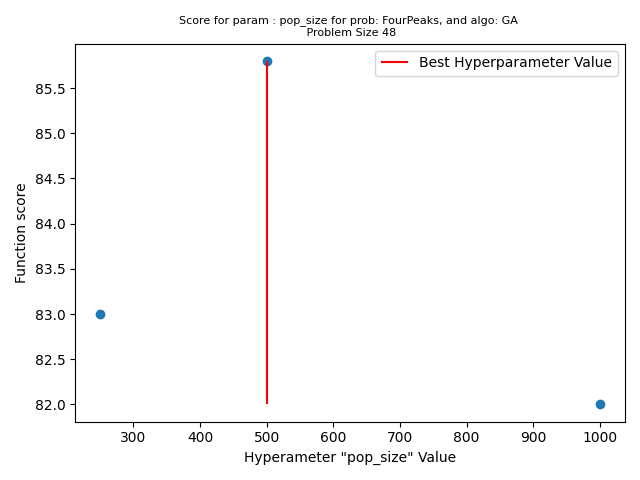 Score for param : pop_size for prob: FourPeaks, and algo: GA
Problem Size 48
Best Hyperparameter Value
Function score
85.5
85.0
84.5
84.0
83.5
83.0
82.5
82.0
300 400 500 600 700 800 900 1000
Hyperameter "pop_size" Value